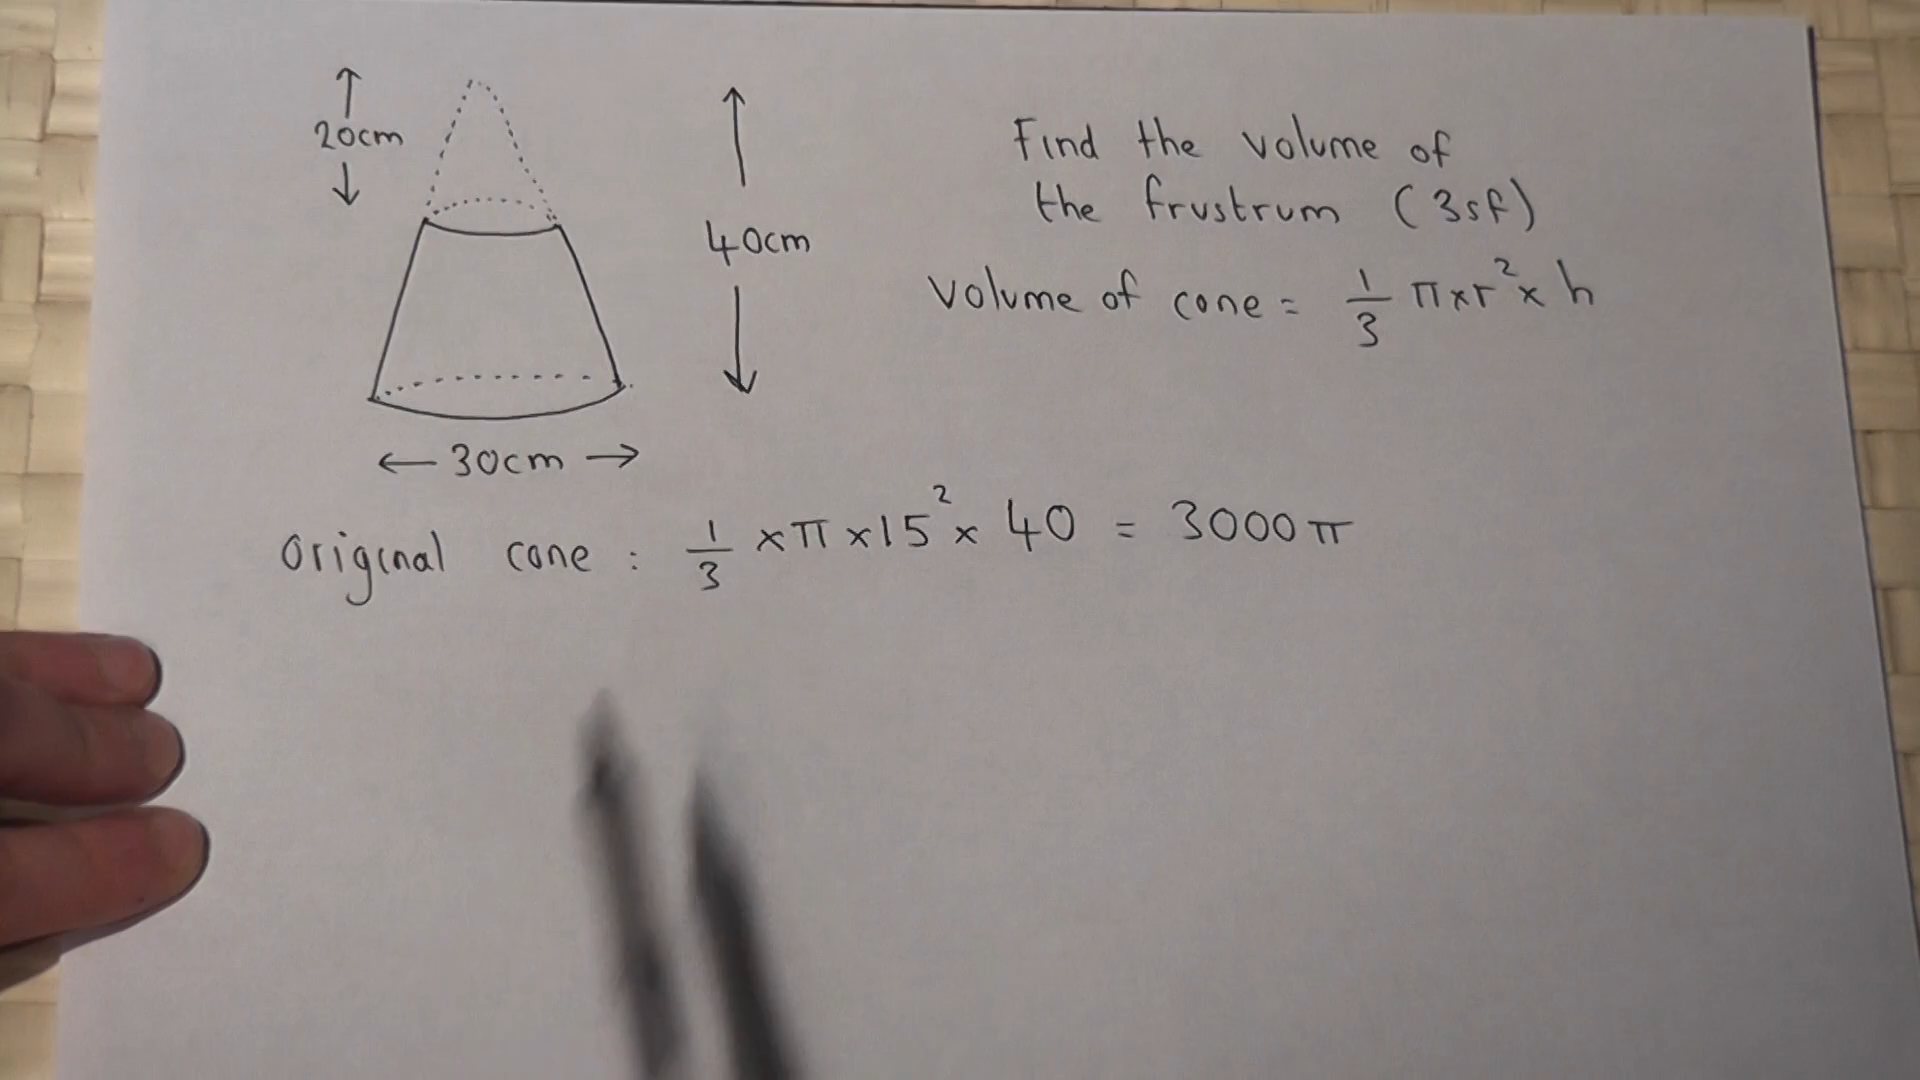 20cm
40cm
30cm
Find the volume of
the frustrum (3sf)
Volume of cone = 1/3 π×r²× h
Original cone : 1/3 ×π×15²× 40 = 3000π